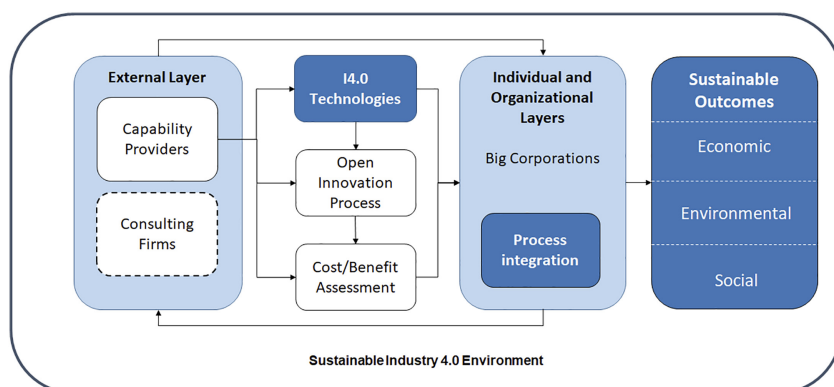 External Layer
Capability
Providers
Consulting
Firms
I4.0
Technologies
Open
Innovation
Process
Cost/Benefit
Assessment
Individual and
Organizational
Layers
Big Corporations
Process
integration
Sustainable
Outcomes
Economic
Environmental
Social
Sustainable Industry 4.0 Environment